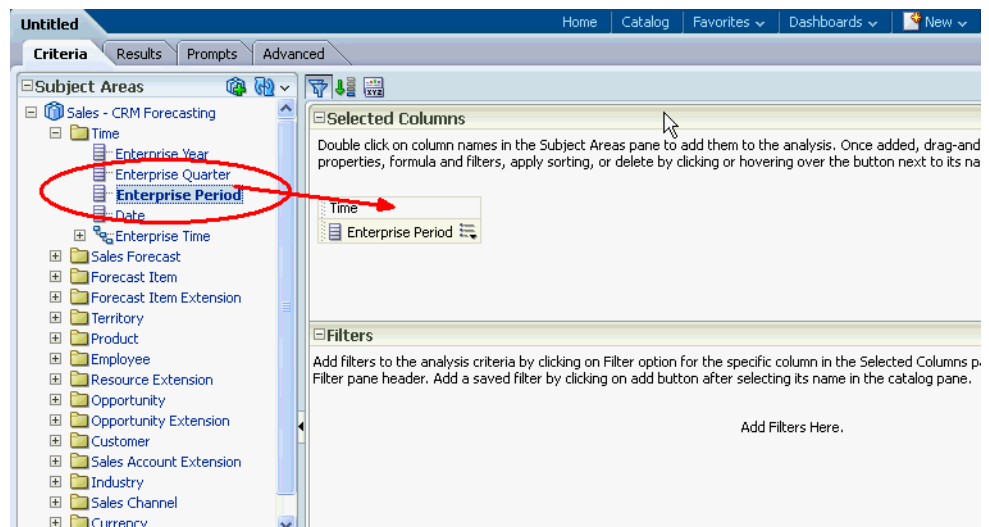 Untitled
Home Catalog Favorites Dashboards New
Criteria Results Prompts Advanced
Subject Areas
Sales - CRM Forecasting
Time
Enterprise Year
Enterprise Quarter
Enterprise Period
Date
Enterprise Time
Sales Forecast
Forecast Item
Forecast Item Extension
Territory
Product
Employee
Resource Extension
Opportunity
Opportunity Extension
Customer
Sales Account Extension
Industry
Sales Channel
Currency
XYZ
Selected Columns
Double click on column names in the Subject Areas pane to add them to the analysis. Once added, drag-and
properties, formula and filters, apply sorting, or delete by clicking or hovering over the button next to its na
Time
Enterprise Period
Filters
Add filters to the analysis criteria by clicking on Filter option for the specific column in the Selected Columns p
Filter pane header. Add a saved filter by clicking on add button after selecting its name in the catalog pane.
Add Filters Here.